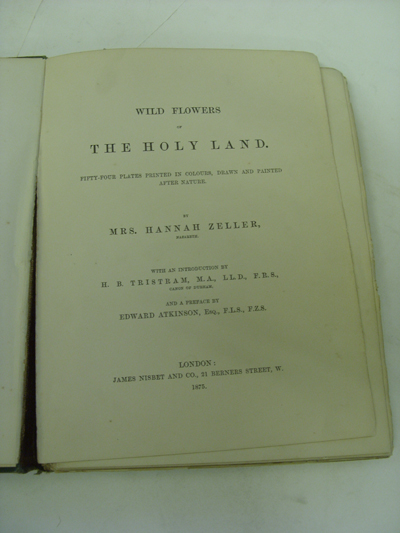 WILD FLOWERS
OF
THE HOLY LAND.
FIFTY-FOUR PLATES PRINTED IN COLOURS, DRAWN AND PAINTED
AFTER NATURE.
BY
MRS. HANNAH ZELLER,
NAZARETH.
WITH AN INTRODUCTION BY
H. B. TRISTRAM, M.A., LL.D., F.R.S.,
CANON OF DURHAM.
AND A PREFACE BY
EDWARD ATKINSON, Esq., F.L.S., F.Z.S.
LONDON:
JAMES NISBET AND CO., 21 BERNERS STREET, W.
1875.